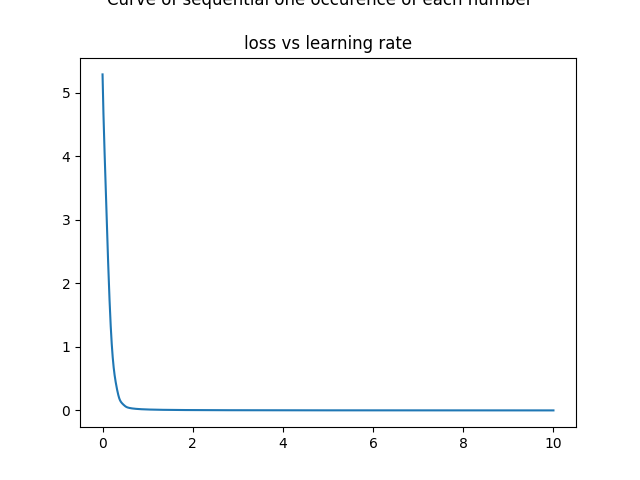 Curve of sequential one occurence of each number
loss vs learning rate
5
4
3
2
1
0
0 2 4 6 8 10